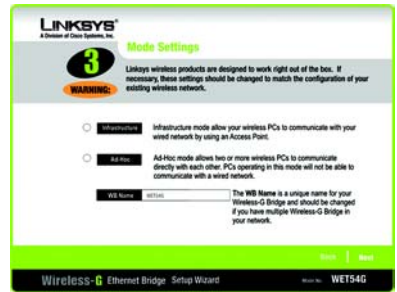 LINKSYS®
A Division of Cisco Systems, Inc.
3
Mode Settings
WARNING:
Linksys wireless products are designed to work right out of the box. If
necessary, these settings should be changed to match the configuration of your
existing wireless network.
Infrastructure
Infrastructure mode allow your wireless PCs to communicate with your
wired network by using an Access Point.
Ad-Hoc
Ad-Hoc mode allows two or more wireless PCs to communicate
directly with each other. PCs operating in this mode will not be able to
communicate with a wired network.
WB Name
WET54G
The WB Name is a unique name for your
Wireless-G Bridge and should be changed
if you have multiple Wireless-G Bridge in
your network.
Back
Next
Wireless-G Ethernet Bridge Setup Wizard
Model No. WET54G